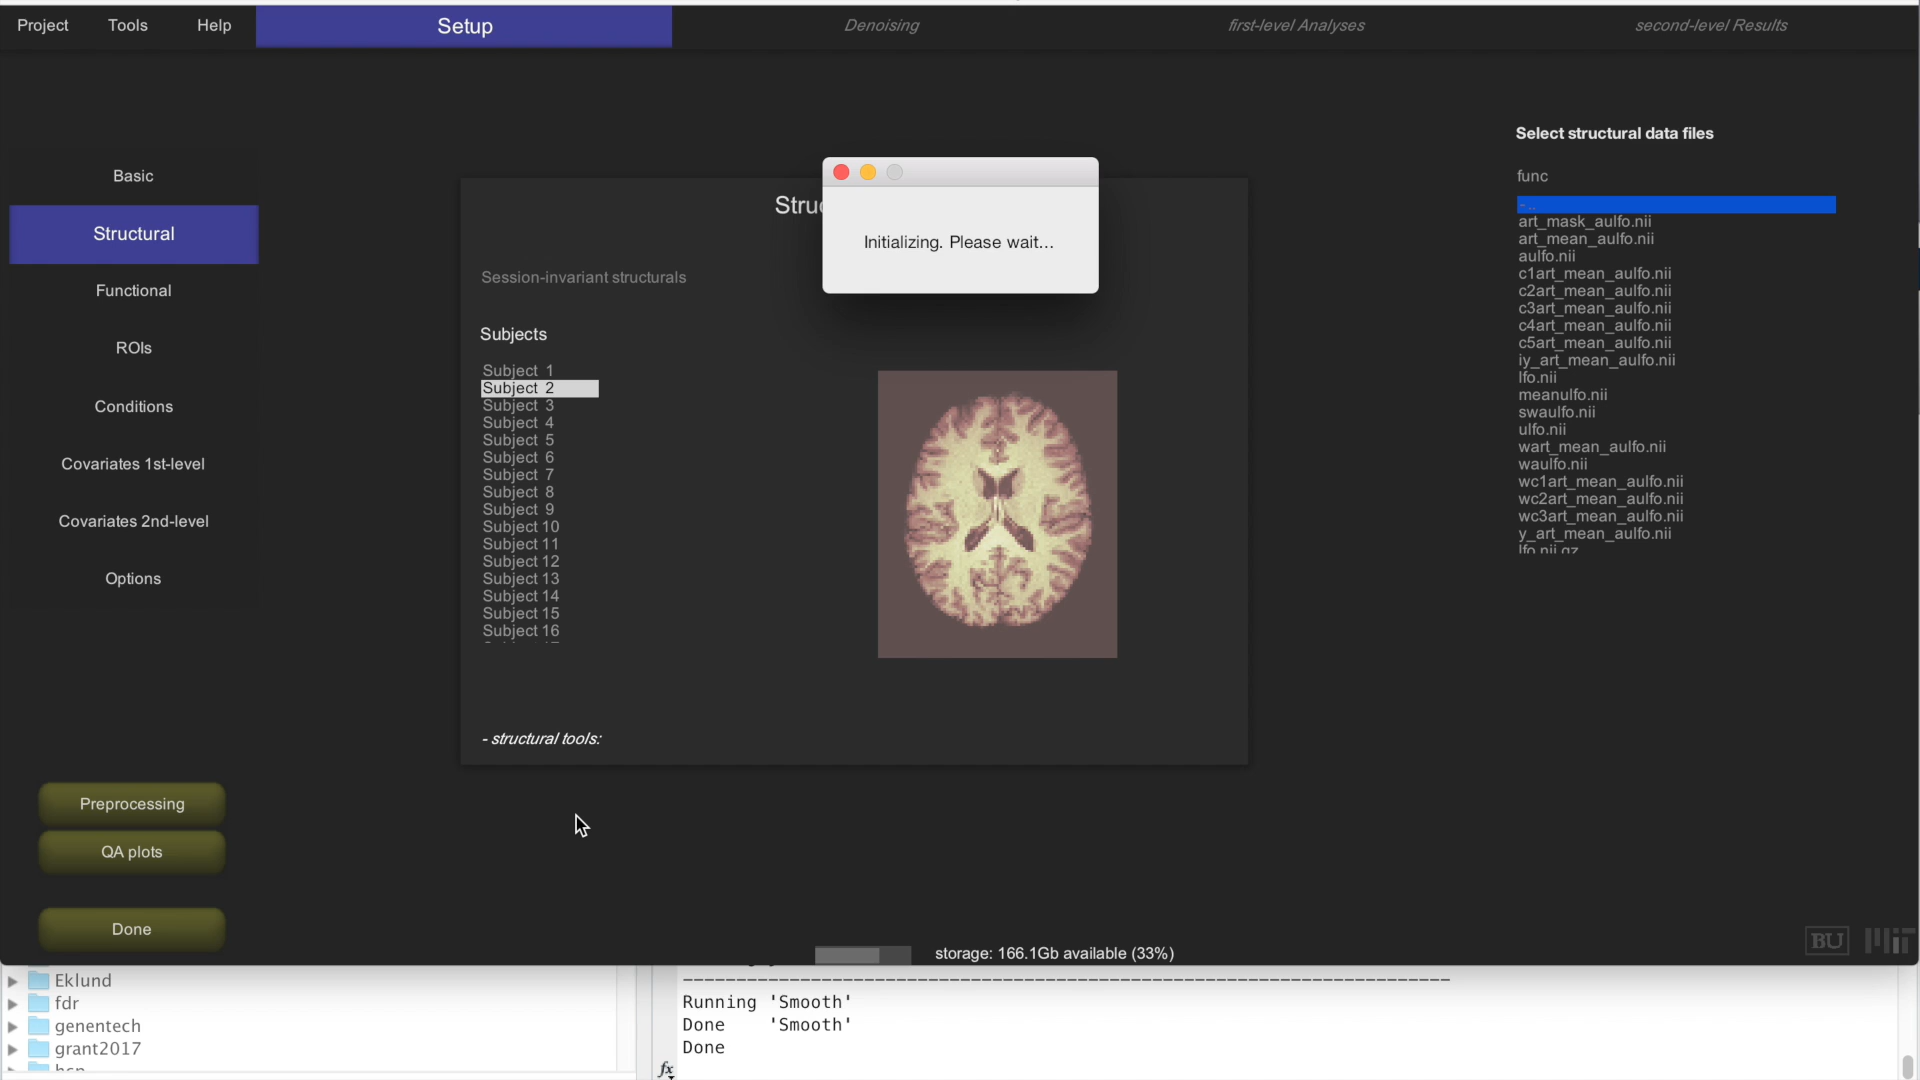 Project Tools Help Setup Denoising first-level Analyses second-level Results
Basic
Structural
Functional
ROIs
Conditions
Covariates 1st-level
Covariates 2nd-level
Options
Preprocessing
QA plots
Done
Struc
Session-invariant structurals
Subjects
Subject 1
Subject 2
Subject 3
Subject 4
Subject 5
Subject 6
Subject 7
Subject 8
Subject 9
Subject 10
Subject 11
Subject 12
Subject 13
Subject 14
Subject 15
Subject 16
- structural tools:
Initializing. Please wait...
Select structural data files
func
-..
art_mask_aulfo.nii
art_mean_aulfo.nii
aulfo.nii
c1art_mean_aulfo.nii
c2art_mean_aulfo.nii
c3art_mean_aulfo.nii
c4art_mean_aulfo.nii
c5art_mean_aulfo.nii
iy_art_mean_aulfo.nii
lfo.nii
meanulfo.nii
swaulfo.nii
ulfo.nii
wart_mean_aulfo.nii
waulfo.nii
wc1art_mean_aulfo.nii
wc2art_mean_aulfo.nii
wc3art_mean_aulfo.nii
y_art_mean_aulfo.nii
lfo.nii.gz
storage: 166.1Gb available (33%)
BU MIT
Eklund
fdr
genentech
grant2017
Running 'Smooth'
Done 'Smooth'
Done
fx